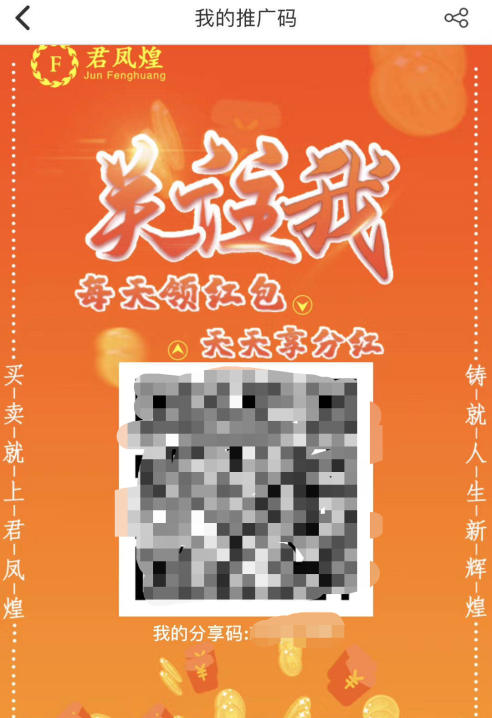 我的推广码
君凤煌
Jun Fenghuang
关注我
每天领红包
天天享分红
买卖就上君凤煌
铸就人生新辉煌
我的分享码: